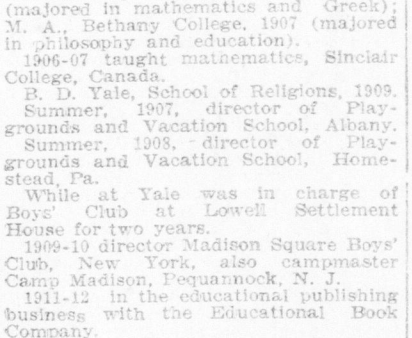 (majored in mathematics and Greek);
M. A., Bethany College, 1907 (majored
in philosophy and education).
1906-07 taught mathematics, Sinclair
College, Canada.
B. D. Yale, School of Religions, 1909.
Summer, 1907, director of Play-
grounds and Vacation School, Albany.
Summer, 1908, director of Play-
grounds and Vacation School, Home-
stead, Pa.
While at Yale was in charge of
Boys' Club at Lowell Settlement
House for two years.
1909-10 director Madison Square Boys'
Club, New York, also campmaster
Camp Madison, Pequannock, N. J.
1911-12 in the educational publishing
business with the Educational Book
Company.